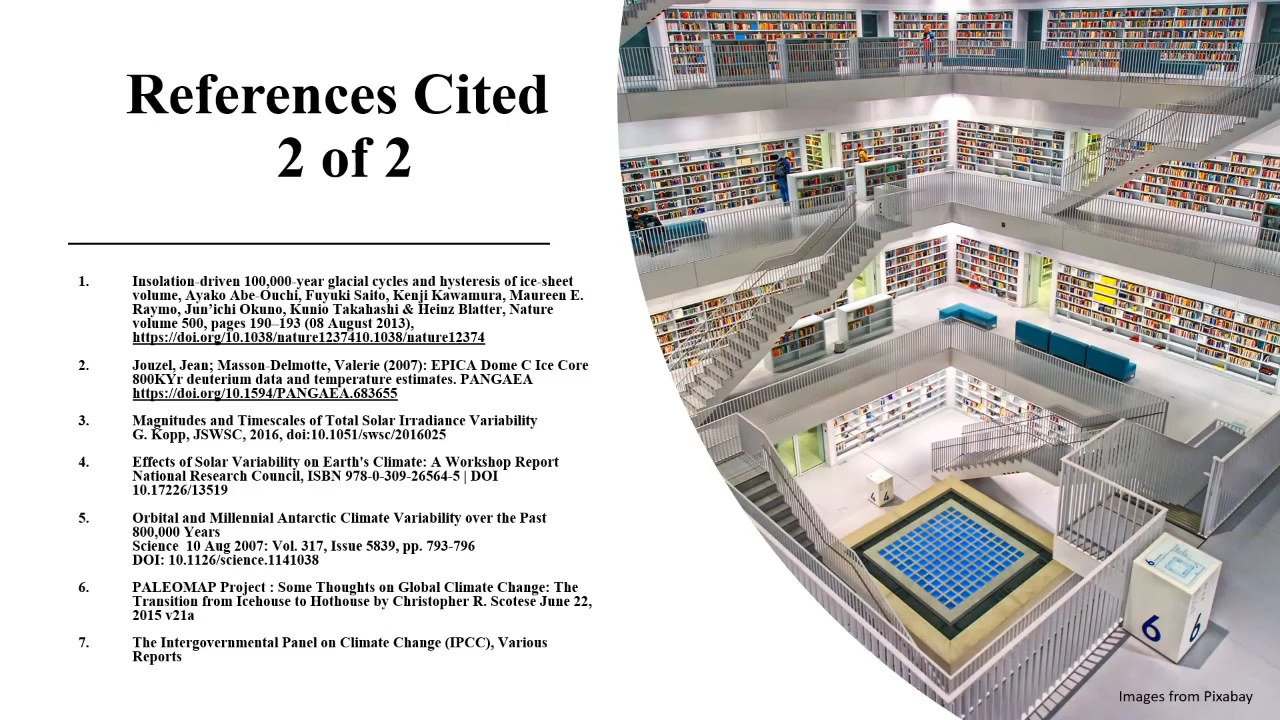 References Cited
2 of 2
1. Insolation-driven 100,000-year glacial cycles and hysteresis of ice-sheet
volume, Ayako Abe-Ouchi, Fuyuki Saito, Kenji Kawamura, Maureen E.
Raymo, Jun’ichi Okuno, Kunio Takahashi & Heinz Blatter, Nature
volume 500, pages 190–193 (08 August 2013),
https://doi.org/10.1038/nature1237410.1038/nature12374
2. Jouzel, Jean; Masson-Delmotte, Valerie (2007): EPICA Dome C Ice Core
800KYr deuterium data and temperature estimates. PANGAEA
https://doi.org/10.1594/PANGAEA.683655
3. Magnitudes and Timescales of Total Solar Irradiance Variability
G. Kopp, JSWSC, 2016, doi:10.1051/swsc/2016025
4. Effects of Solar Variability on Earth's Climate: A Workshop Report
National Research Council, ISBN 978-0-309-26564-5 | DOI
10.17226/13519
5. Orbital and Millennial Antarctic Climate Variability over the Past
800,000 Years
Science  10 Aug 2007: Vol. 317, Issue 5839, pp. 793-796
DOI: 10.1126/science.1141038
6. PALEOMAP Project : Some Thoughts on Global Climate Change: The
Transition from Icehouse to Hothouse by Christopher R. Scotese June 22,
2015 v21a
7. The Intergovernmental Panel on Climate Change (IPCC), Various
Reports
4 4
6 6
Images from Pixabay